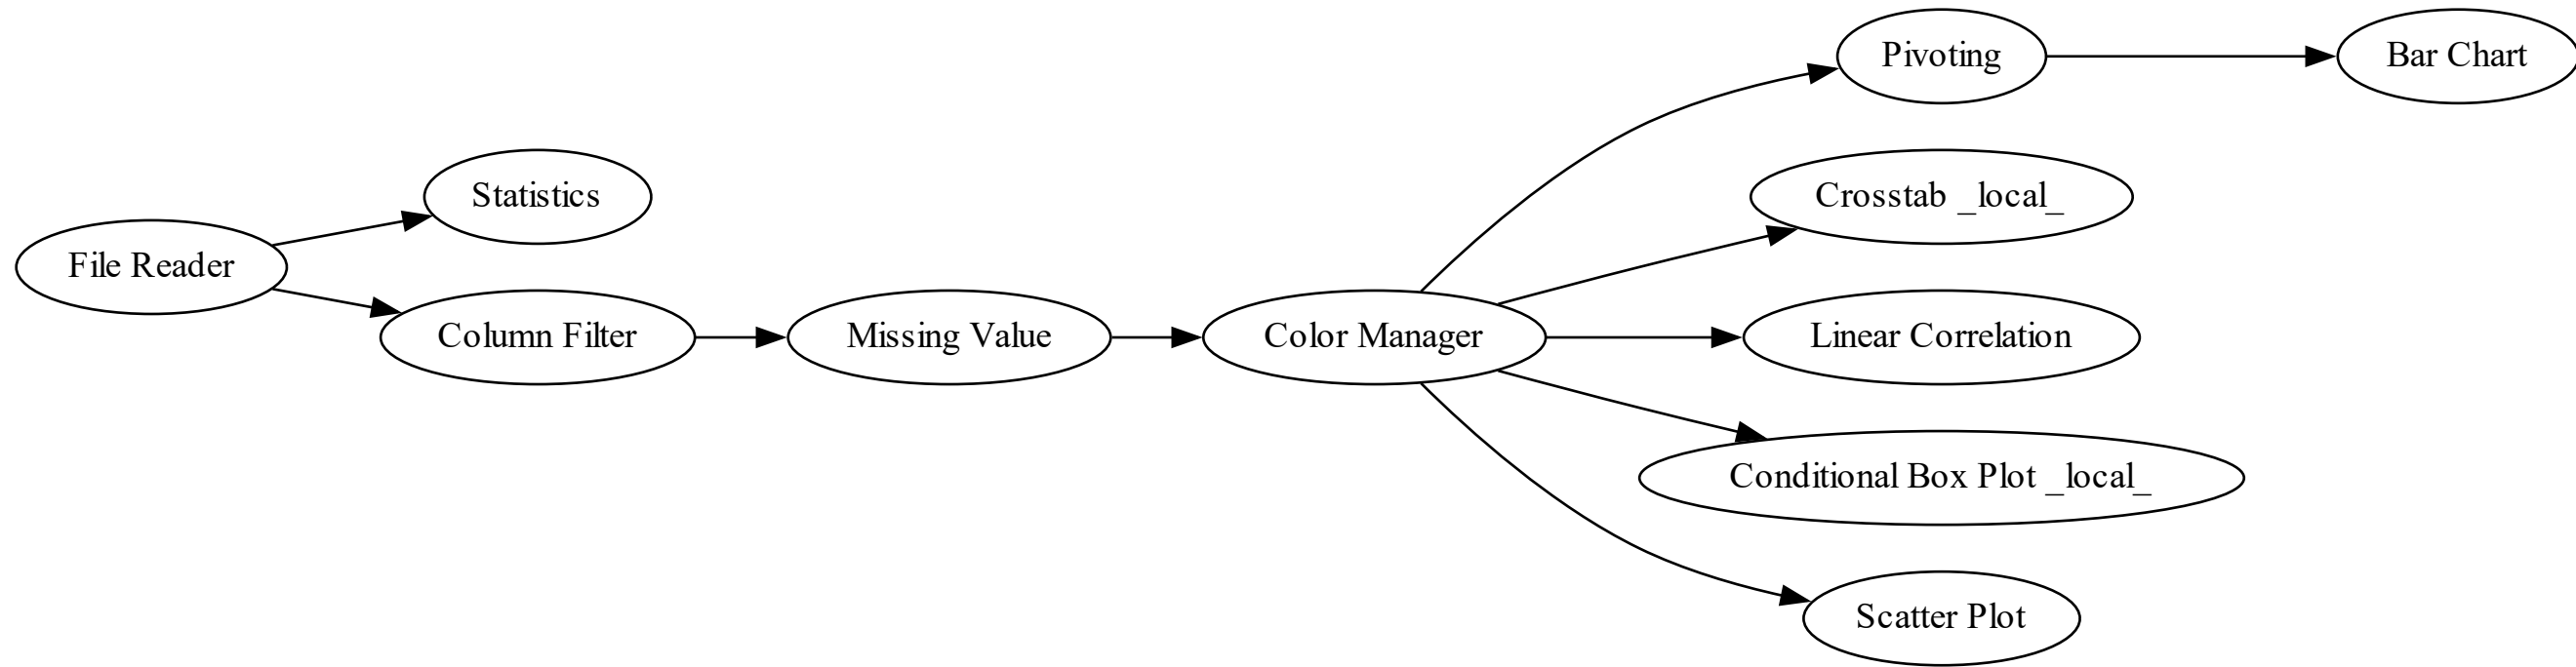 File Reader
Statistics
Column Filter
Missing Value
Color Manager
Pivoting
Bar Chart
Crosstab _local_
Linear Correlation
Conditional Box Plot _local_
Scatter Plot